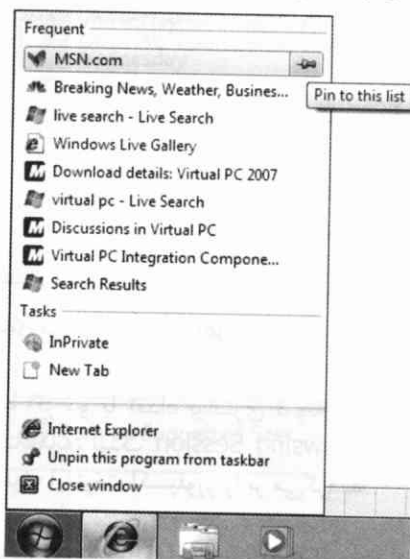 Frequent
MSN.com
Breaking News, Weather, Busines...
Pin to this list
live search - Live Search
Windows Live Gallery
Download details: Virtual PC 2007
virtual pc - Live Search
Discussions in Virtual PC
Virtual PC Integration Compone...
Search Results
Tasks
InPrivate
New Tab
Internet Explorer
Unpin this program from taskbar
Close window